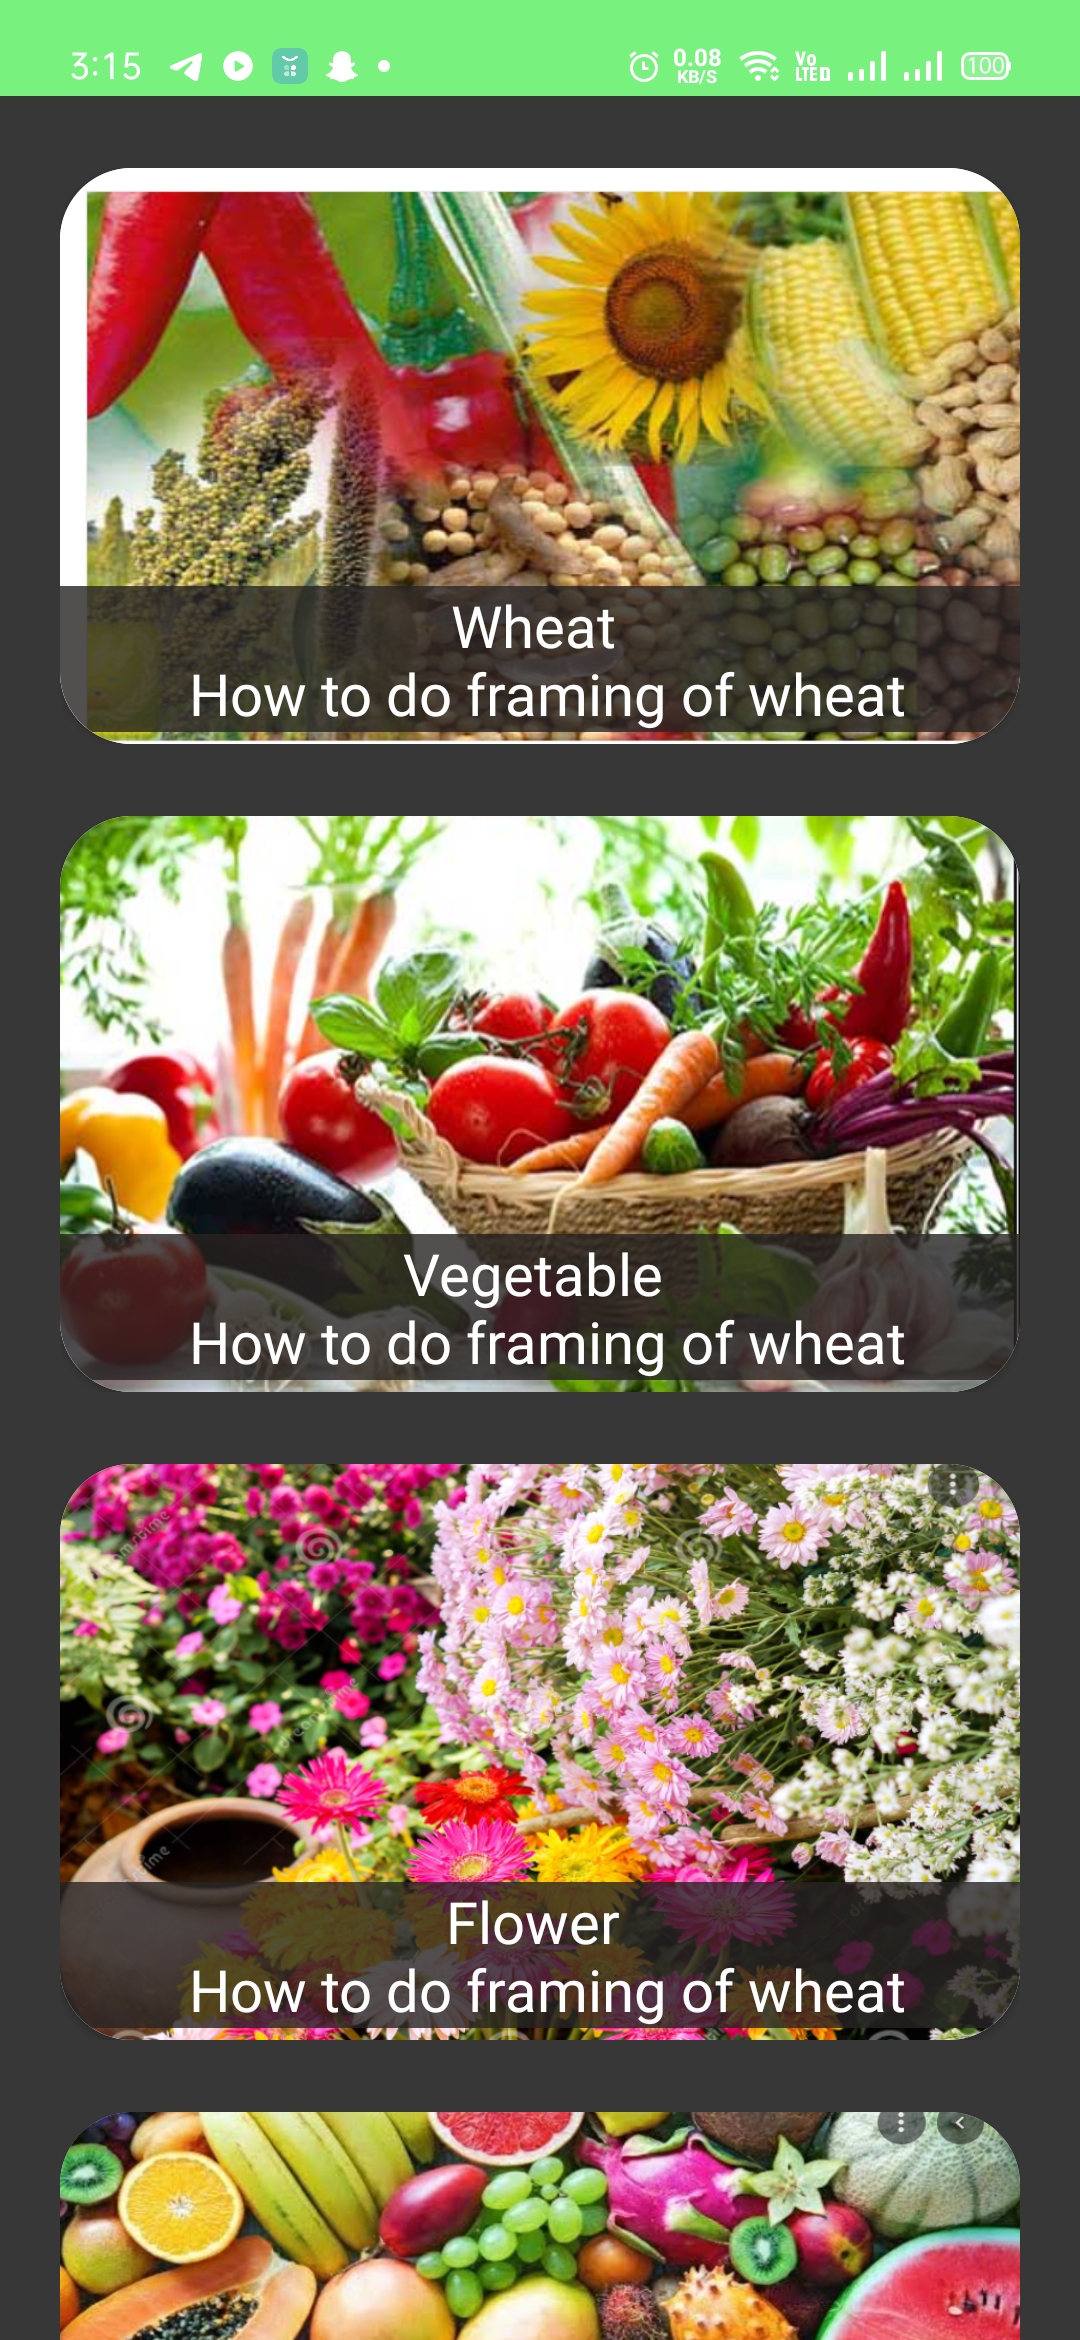 3:15
0.08
KB/S
Vo
LTE
100
Wheat
How to do framing of wheat
Vegetable
How to do framing of wheat
Flower
How to do framing of wheat